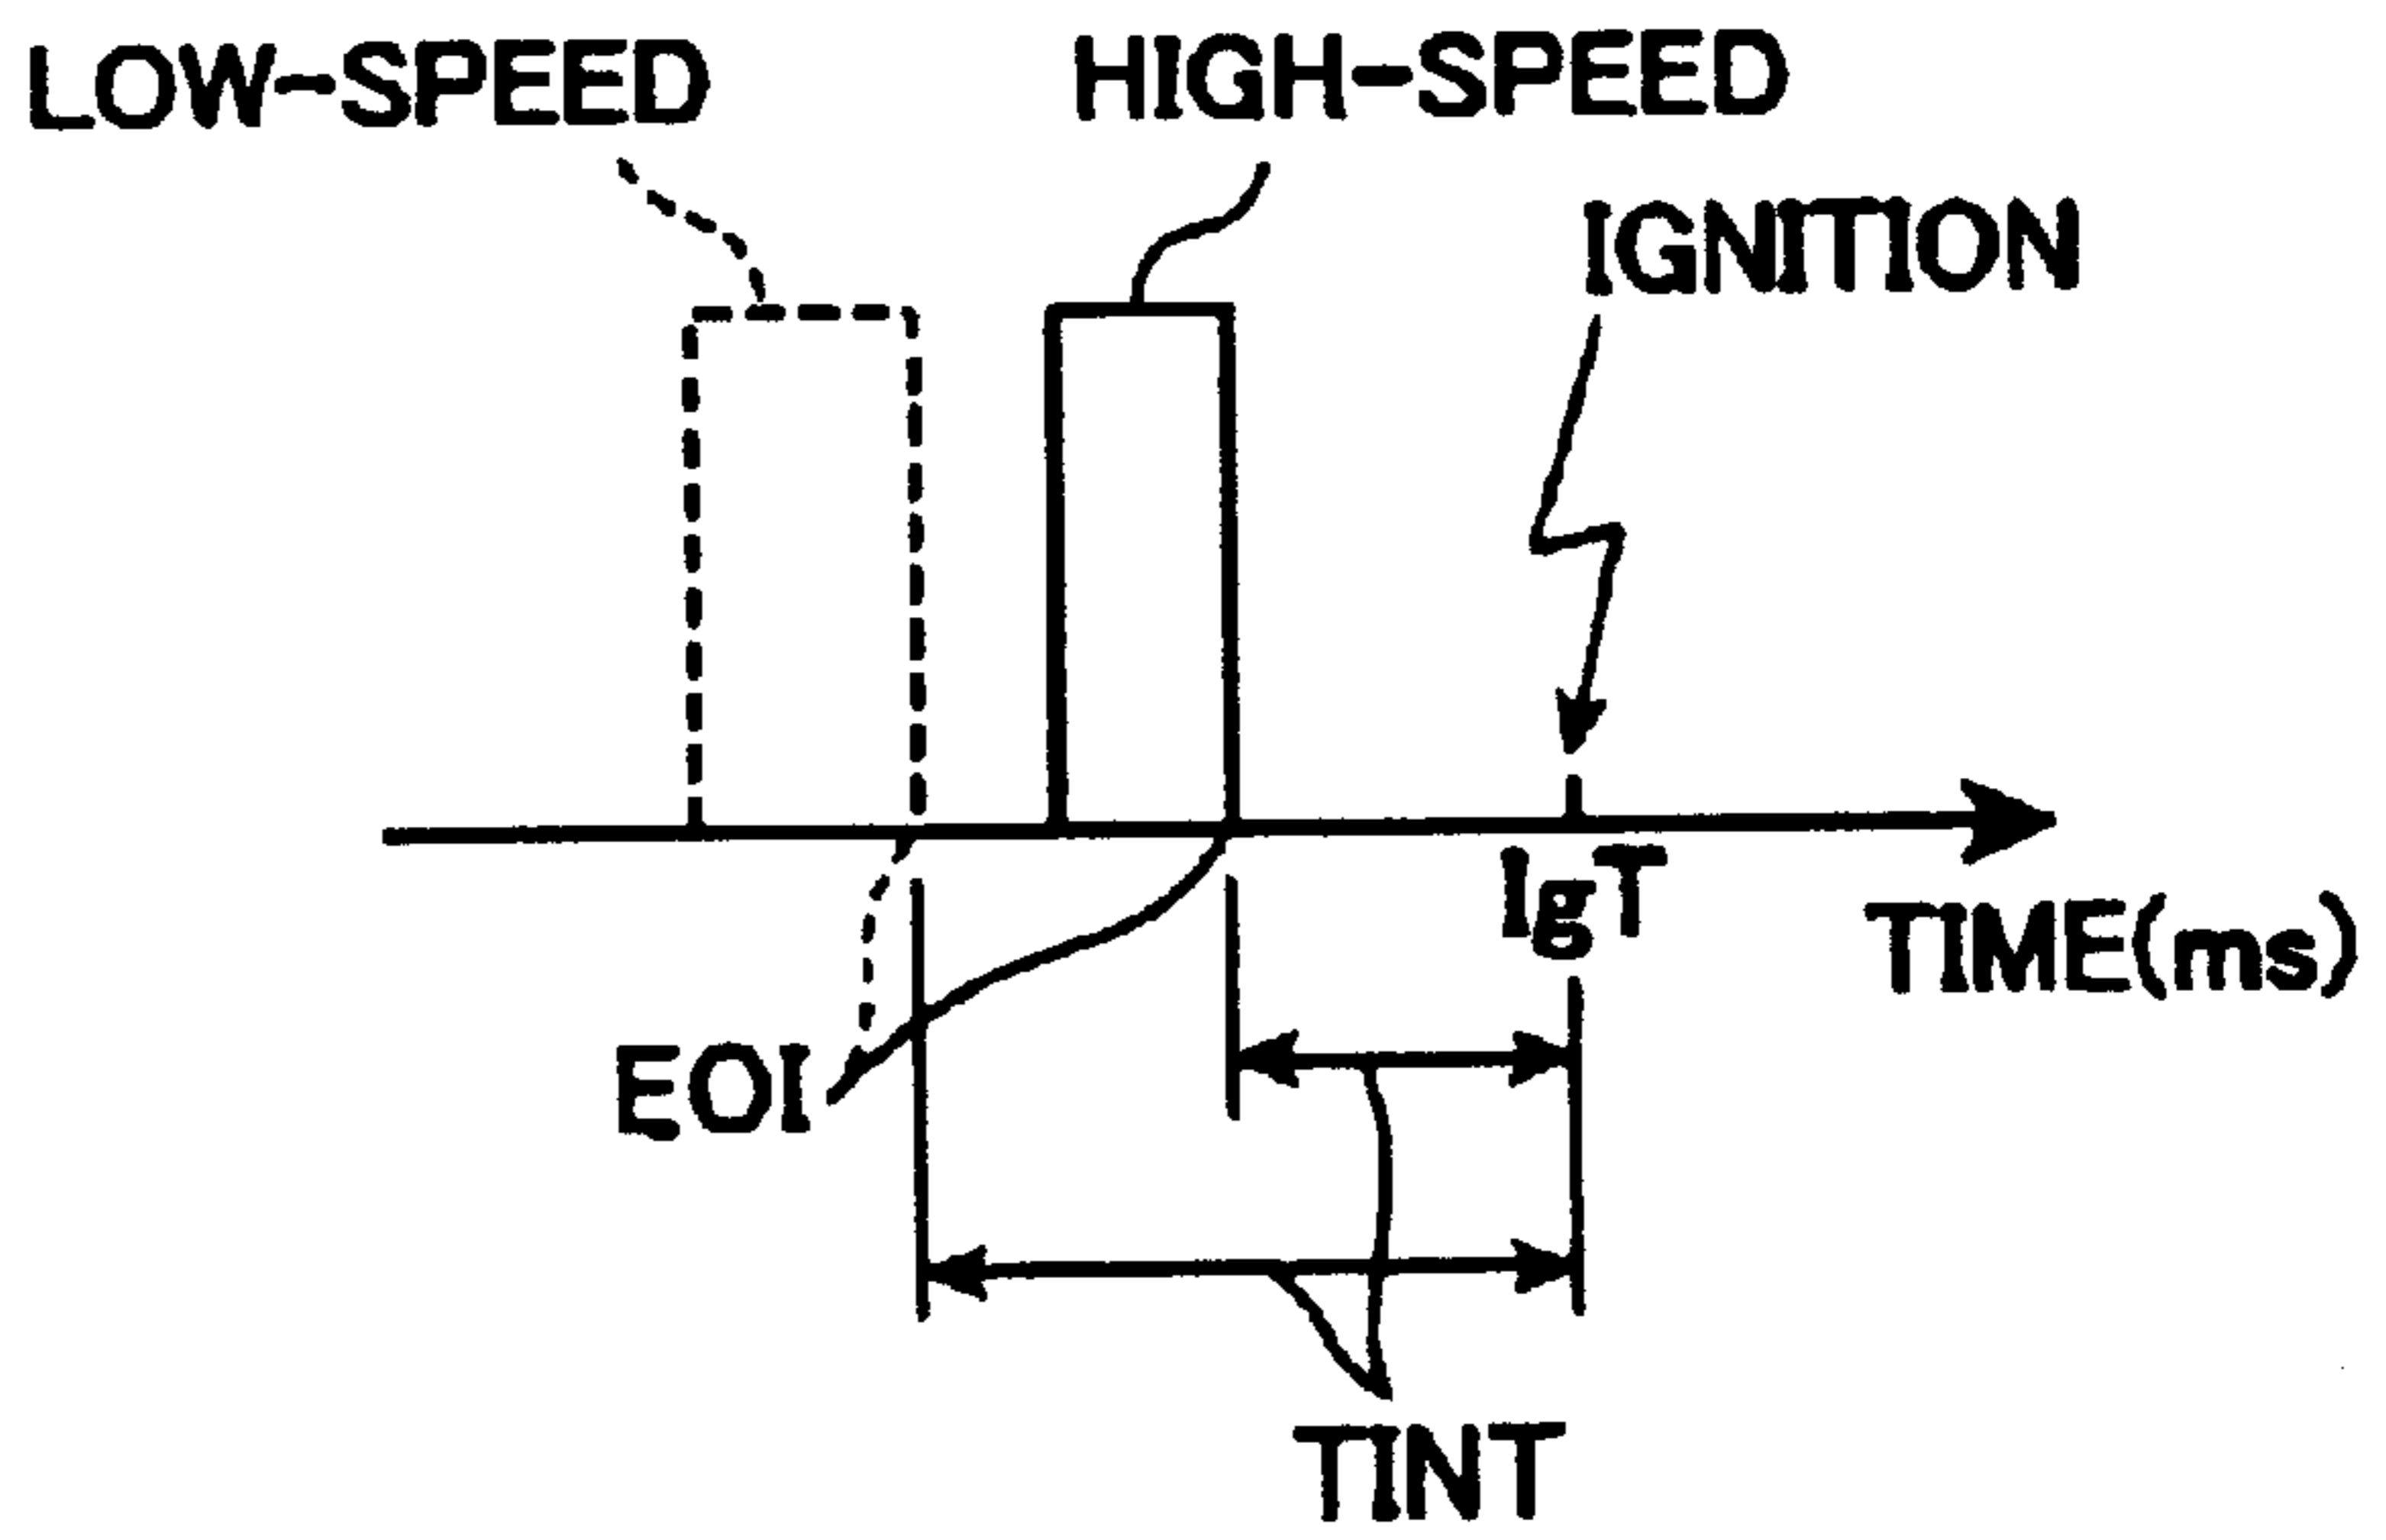 LOW-SPEED
HIGH-SPEED
IGNITION
IgT
TIME(ms)
EOI
TINT